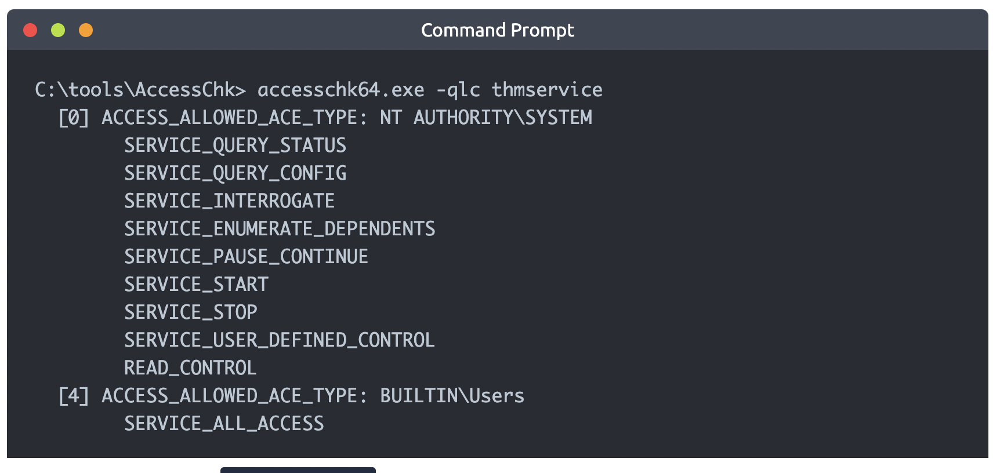 Command Prompt
C:\tools\AccessChk> accesschk64.exe -qlc thmservice
[0] ACCESS_ALLOWED_ACE_TYPE: NT AUTHORITY\SYSTEM
SERVICE_QUERY_STATUS
SERVICE_QUERY_CONFIG
SERVICE_INTERROGATE
SERVICE_ENUMERATE_DEPENDENTS
SERVICE_PAUSE_CONTINUE
SERVICE_START
SERVICE_STOP
SERVICE_USER_DEFINED_CONTROL
READ_CONTROL
[4] ACCESS_ALLOWED_ACE_TYPE: BUILTIN\Users
SERVICE_ALL_ACCESS